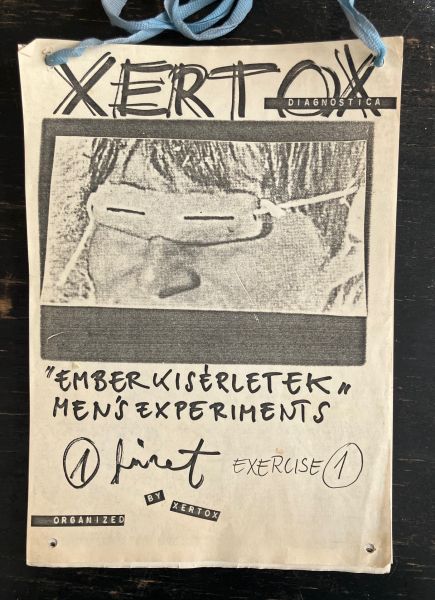 XERTOX
DIAGNOSTICA
"EMBERKISÉRLETEK"
MEN'S EXPERIMENTS
1 füzet EXERCISE 1
BY XERTOX
ORGANIZED